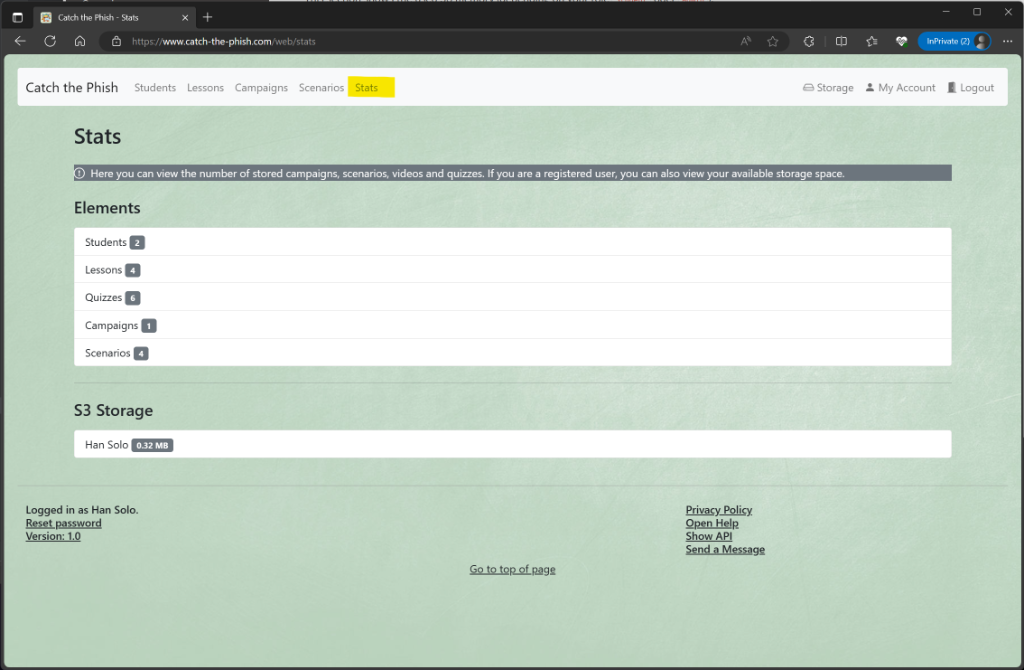 Catch the Phish - Stats
https://www.catch-the-phish.com/web/stats
InPrivate (2)
Catch the Phish Students Lessons Campaigns Scenarios Stats Storage My Account Logout
Stats
Here you can view the number of stored campaigns, scenarios, videos and quizzes. If you are a registered user, you can also view your available storage space.
Elements
Students 2
Lessons 4
Quizzes 6
Campaigns 1
Scenarios 4
S3 Storage
Han Solo 0.32 MB
Logged in as Han Solo.
Reset password
Version: 1.0
Privacy Policy
Open Help
Show API
Send a Message
Go to top of page